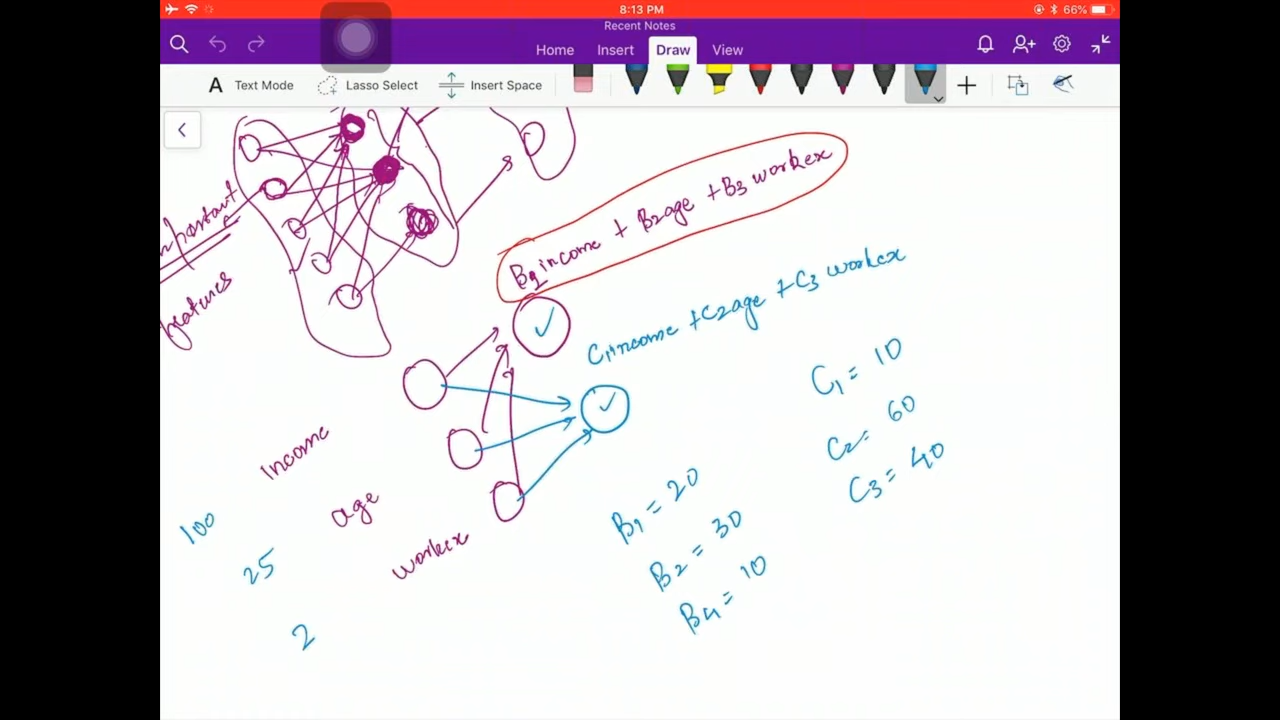 8:13 PM
66%
Recent Notes
Home Insert Draw View
A Text Mode Lasso Select Insert Space
features
B1income + B2age + B3 workex
C1income + C2age + C3 workex
Income
age
workex
100
25
2
B1 = 20
B2 = 30
B4 = 10
C1 = 10
C2 = 60
C3 = 40